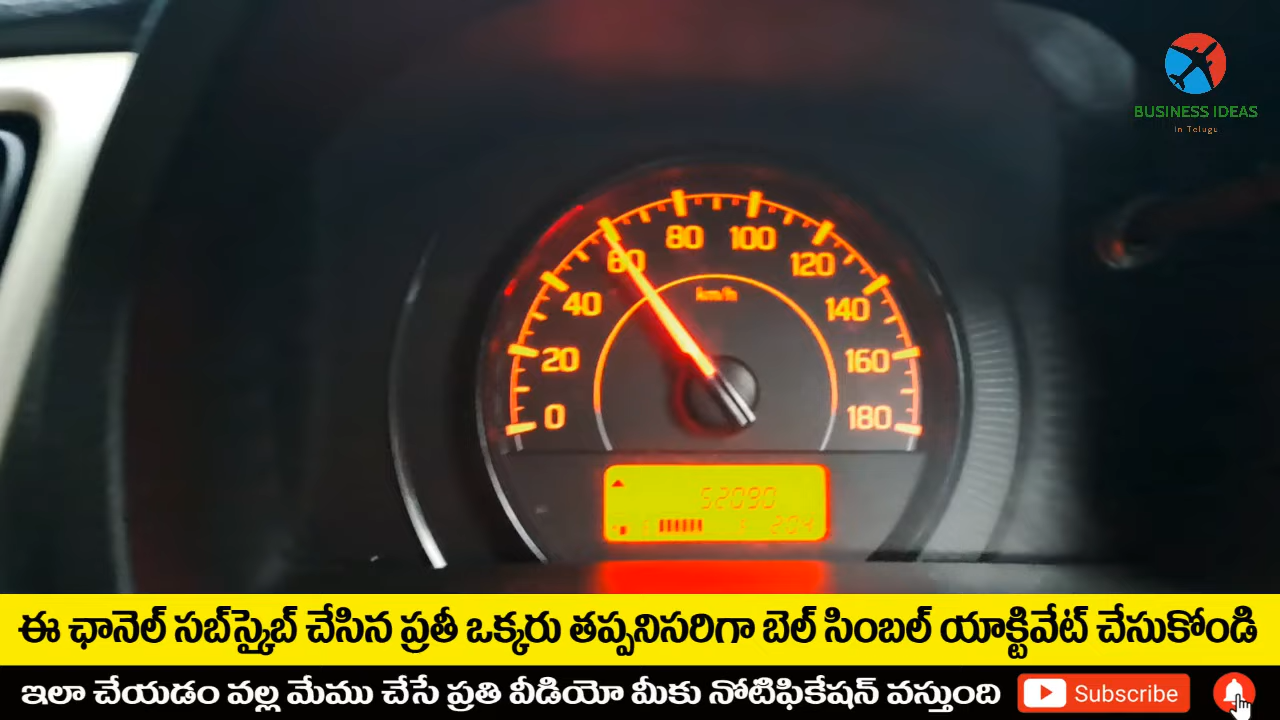 BUSINESS IDEAS
In Telugu
80 100
60 120
km/h
40 140
20 160
0 180
52090
ఈ ఛానెల్ సబ్‌స్క్రైబ్ చేసిన ప్రతీ ఒక్కరు తప్పనిసరిగా బెల్ సింబల్ యాక్టివేట్ చేసుకోండి
ఇలా చేయడం వల్ల మేము చేసే ప్రతి వీడియో మీకు నోటిఫికేషన్ వస్తుంది Subscribe